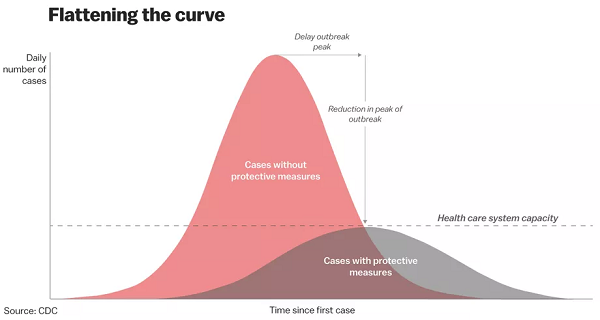 Flattening the curve
Delay outbreak
peak
Daily
number of
cases
Reduction in peak of
outbreak
Cases without
protective measures
Health care system capacity
Cases with protective
measures
Source: CDC
Time since first case